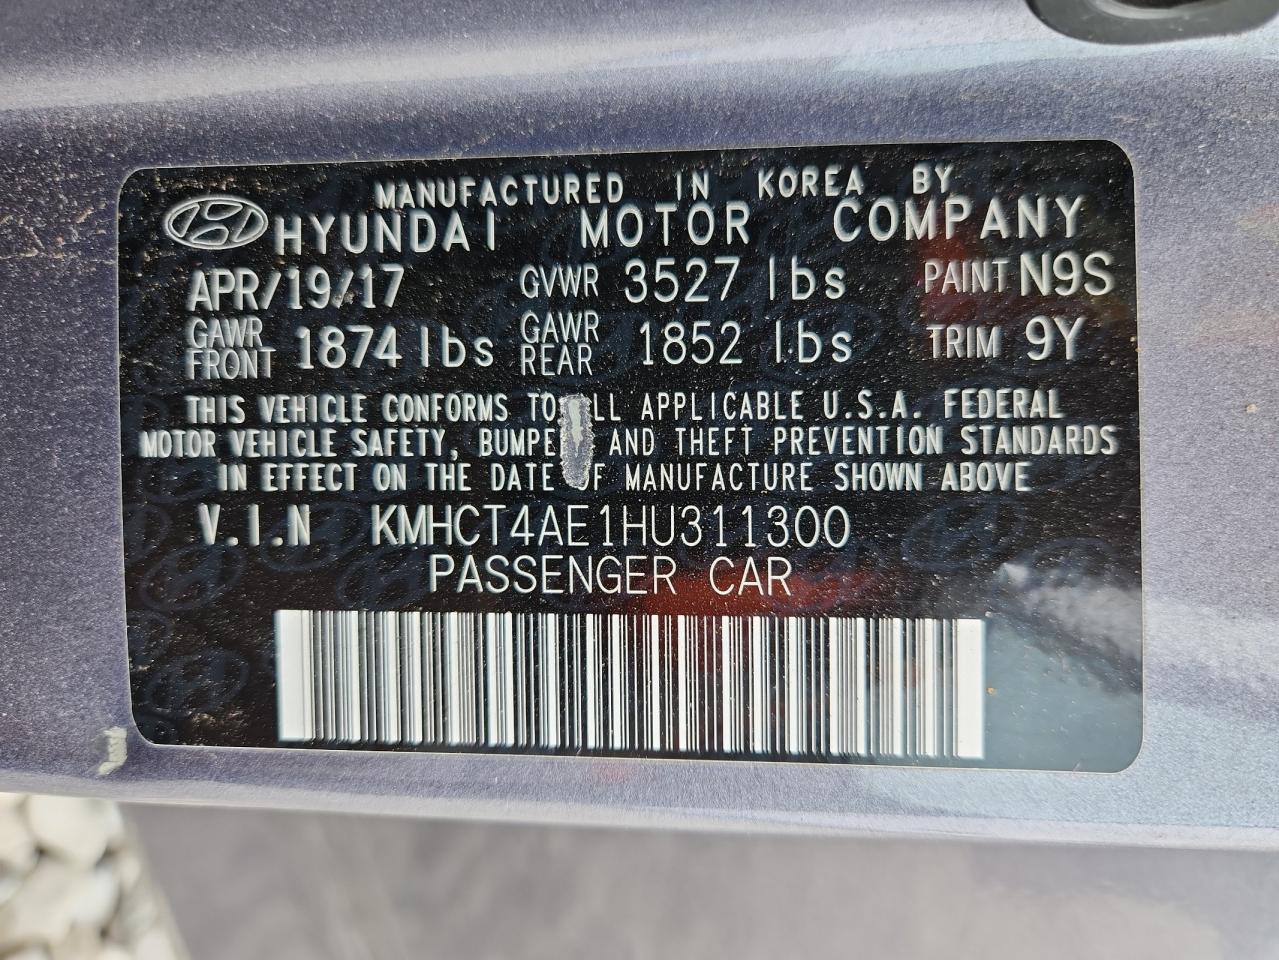 MANUFACTURED IN KOREA BY
HYUNDAI MOTOR COMPANY
APR/19/17 GVWR 3527 lbs PAINT N9S
GAWR FRONT 1874 lbs GAWR REAR 1852 lbs TRIM 9Y
THIS VEHICLE CONFORMS TO LL APPLICABLE U.S.A. FEDERAL
MOTOR VEHICLE SAFETY, BUMPE AND THEFT PREVENTION STANDARDS
IN EFFECT ON THE DATE OF MANUFACTURE SHOWN ABOVE
V.I.N KMHCT4AE1HU311300
PASSENGER CAR